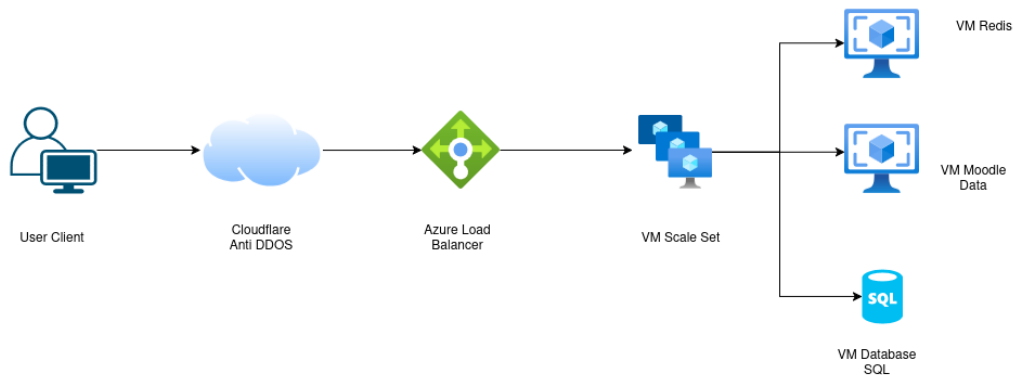 VM Redis
VM Moodle
Data
User Client
Cloudflare
Anti DDOS
Azure Load
Balancer
VM Scale Set
SQL
VM Database
SQL